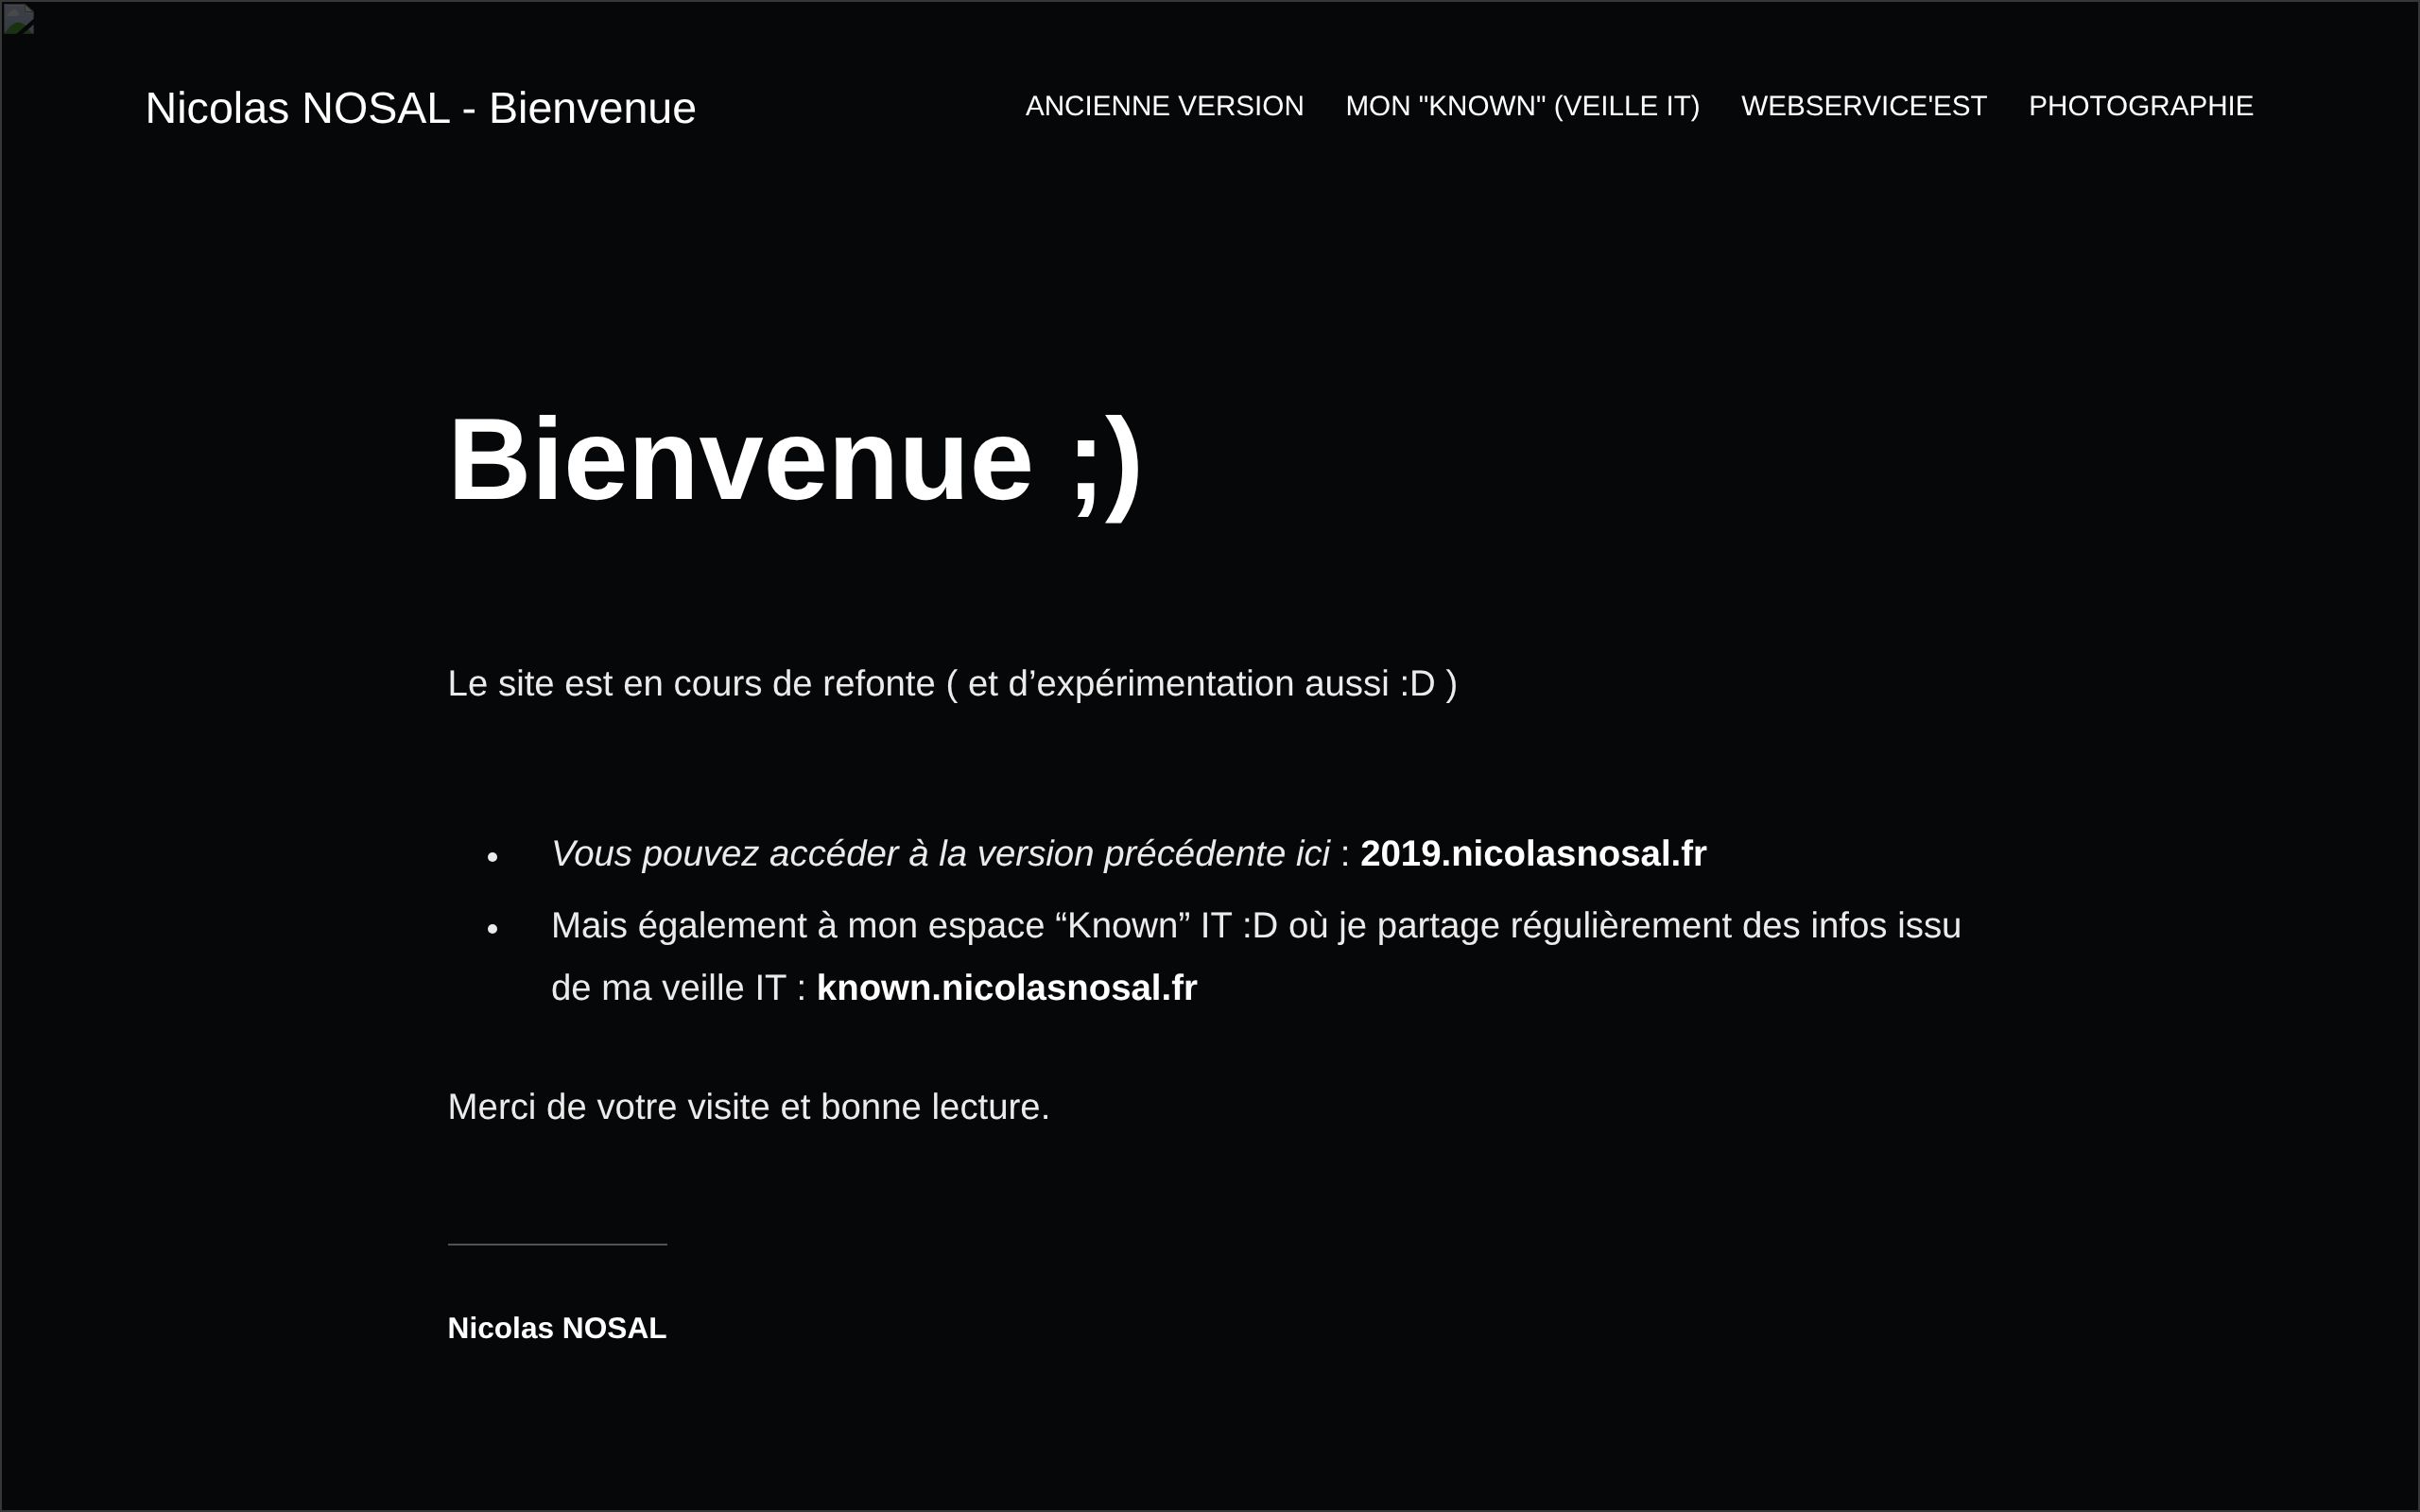 Nicolas NOSAL - Bienvenue
ANCIENNE VERSION MON "KNOWN" (VEILLE IT) WEBSERVICE'EST PHOTOGRAPHIE
Bienvenue ;)
Le site est en cours de refonte ( et d’expérimentation aussi :D )
• Vous pouvez accéder à la version précédente ici : 2019.nicolasnosal.fr
• Mais également à mon espace “Known” IT :D où je partage régulièrement des infos issu
de ma veille IT : known.nicolasnosal.fr
Merci de votre visite et bonne lecture.
Nicolas NOSAL